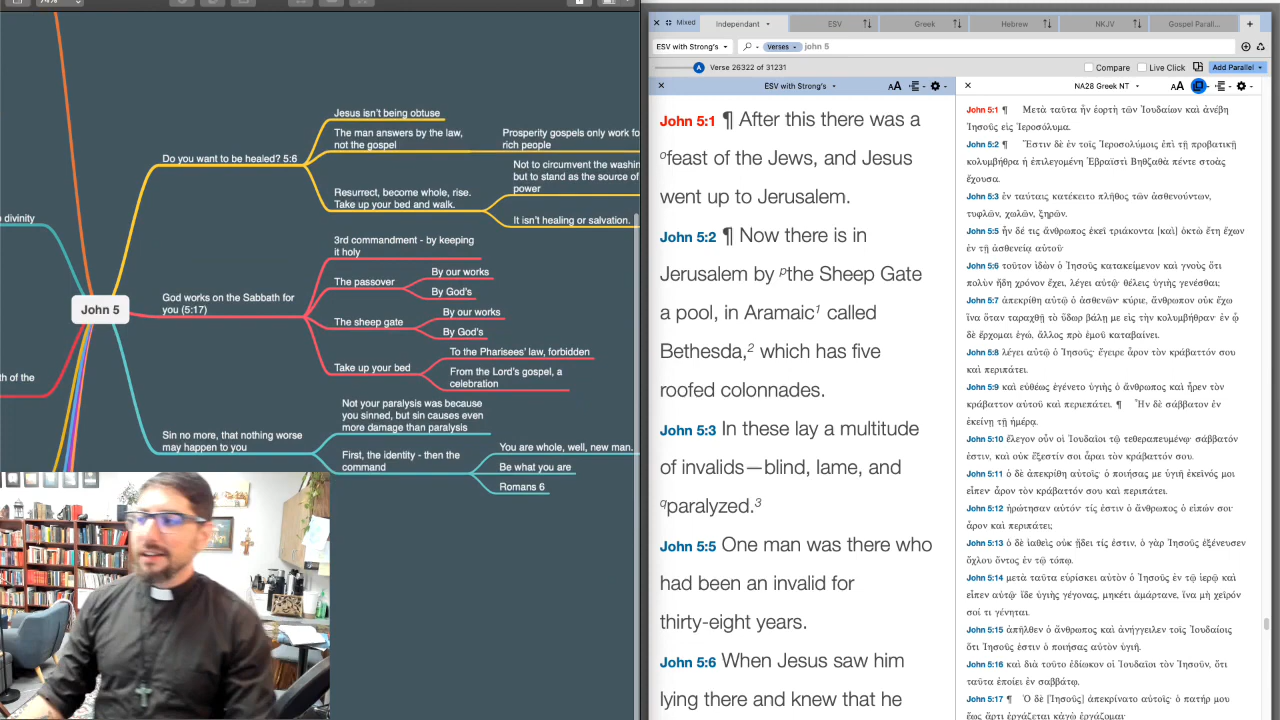 74%
Jesus isn't being obtuse
The man answers by the law,
not the gospel
Prosperity gospels only work fo
rich people
Do you want to be healed? 5:6
Not to circumvent the washin
but to stand as the source of
power
Resurrect, become whole, rise.
Take up your bed and walk.
It isn't healing or salvation.
divinity
3rd commandment - by keeping
it holy
The passover
By our works
By God's
God works on the Sabbath for
you (5:17)
The sheep gate
By our works
By God's
John 5
Take up your bed
To the Pharisees' law, forbidden
From the Lord's gospel, a
celebration
th of the
Not your paralysis was because
you sinned, but sin causes even
more damage than paralysis
Sin no more, that nothing worse
may happen to you
First, the identity - then the
command
You are whole, well, new man.
Be what you are
Romans 6
Mixed
Independant
ESV
Greek
Hebrew
NKJV
Gospel Parall...
ESV with Strong's
Verses
john 5
A
Verse 26322 of 31231
Compare
Live Click
Add Parallel
ESV with Strong's
AA
John 5:1 ¶ After this there was a
ofeast of the Jews, and Jesus
went up to Jerusalem.
John 5:2 ¶ Now there is in
Jerusalem by pthe Sheep Gate
a pool, in Aramaic1 called
Bethesda,2 which has five
roofed colonnades.
John 5:3 In these lay a multitude
of invalids—blind, lame, and
qparalyzed.3
John 5:5 One man was there who
had been an invalid for
thirty-eight years.
John 5:6 When Jesus saw him
lying there and knew that he
NA28 Greek NT
AA
John 5:1 ¶ Μετὰ ταῦτα ἦν ἑορτὴ τῶν Ἰουδαίων καὶ ἀνέβη
Ἰησοῦς εἰς Ἱεροσόλυμα.
John 5:2 ¶ Ἔστιν δὲ ἐν τοῖς Ἱεροσολύμοις ἐπὶ τῇ προβατικῇ
κολυμβήθρα ἡ ἐπιλεγομένη Ἑβραϊστὶ Βηθζαθὰ πέντε στοὰς
ἔχουσα.
John 5:3 ἐν ταύταις κατέκειτο πλῆθος τῶν ἀσθενούντων,
τυφλῶν, χωλῶν, ξηρῶν.
John 5:5 ἦν δέ τις ἄνθρωπος ἐκεῖ τριάκοντα [καὶ] ὀκτὼ ἔτη ἔχων
ἐν τῇ ἀσθενείᾳ αὐτοῦ·
John 5:6 τοῦτον ἰδὼν ὁ Ἰησοῦς κατακείμενον καὶ γνοὺς ὅτι
πολὺν ἤδη χρόνον ἔχει, λέγει αὐτῷ· θέλεις ὑγιὴς γενέσθαι;
John 5:7 ἀπεκρίθη αὐτῷ ὁ ἀσθενῶν· κύριε, ἄνθρωπον οὐκ ἔχω
ἵνα ὅταν ταραχθῇ τὸ ὕδωρ βάλῃ με εἰς τὴν κολυμβήθραν· ἐν ᾧ
δὲ ἔρχομαι ἐγώ, ἄλλος πρὸ ἐμοῦ καταβαίνει.
John 5:8 λέγει αὐτῷ ὁ Ἰησοῦς· ἔγειρε ἆρον τὸν κράβαττόν σου
καὶ περιπάτει.
John 5:9 καὶ εὐθέως ἐγένετο ὑγιὴς ὁ ἄνθρωπος καὶ ἦρεν τὸν
κράβαττον αὐτοῦ καὶ περιεπάτει. ¶ Ἦν δὲ σάββατον ἐν
ἐκείνῃ τῇ ἡμέρᾳ.
John 5:10 ἔλεγον οὖν οἱ Ἰουδαῖοι τῷ τεθεραπευμένῳ· σάββατόν
ἐστιν, καὶ οὐκ ἔξεστίν σοι ἆραι τὸν κράβαττόν σου.
John 5:11 ὁ δὲ ἀπεκρίθη αὐτοῖς· ὁ ποιήσας με ὑγιῆ ἐκεῖνός μοι
εἶπεν· ἆρον τὸν κράβαττόν σου καὶ περιπάτει.
John 5:12 ἠρώτησαν αὐτόν· τίς ἐστιν ὁ ἄνθρωπος ὁ εἰπών σοι·
ἆρον καὶ περιπάτει;
John 5:13 ὁ δὲ ἰαθεὶς οὐκ ᾔδει τίς ἐστιν, ὁ γὰρ Ἰησοῦς ἐξένευσεν
ὄχλου ὄντος ἐν τῷ τόπῳ.
John 5:14 μετὰ ταῦτα εὑρίσκει αὐτὸν ὁ Ἰησοῦς ἐν τῷ ἱερῷ καὶ
εἶπεν αὐτῷ· ἴδε ὑγιὴς γέγονας, μηκέτι ἁμάρτανε, ἵνα μὴ χεῖρόν
σοί τι γένηται.
John 5:15 ἀπῆλθεν ὁ ἄνθρωπος καὶ ἀνήγγειλεν τοῖς Ἰουδαίοις
ὅτι Ἰησοῦς ἐστιν ὁ ποιήσας αὐτὸν ὑγιῆ.
John 5:16 καὶ διὰ τοῦτο ἐδίωκον οἱ Ἰουδαῖοι τὸν Ἰησοῦν, ὅτι
ταῦτα ἐποίει ἐν σαββάτῳ.
John 5:17 ¶ Ὁ δὲ [Ἰησοῦς] ἀπεκρίνατο αὐτοῖς· ὁ πατήρ μου
ἕως ἄρτι ἐργάζεται κἀγὼ ἐργάζομαι·